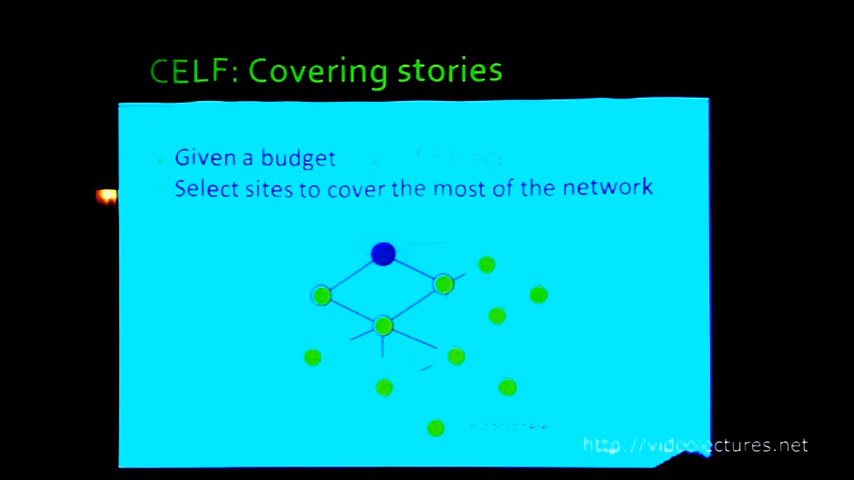 CELF: Covering stories
Given a budget
Select sites to cover the most of the network
http://videolectures.net